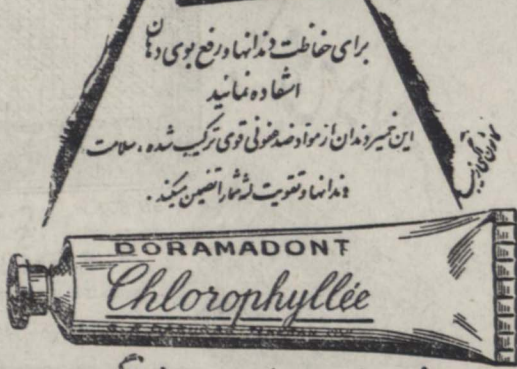 برای حفاظت دندانها و رفع بوی دهان
استفاده نمائید
این خمیر دندان از مواد ضد عفونی قوی ترکیب شده ، سلامت
دندانها و تقویت لثه شما را تضمین میکند .
DORAMADONT
Chlorophyllée